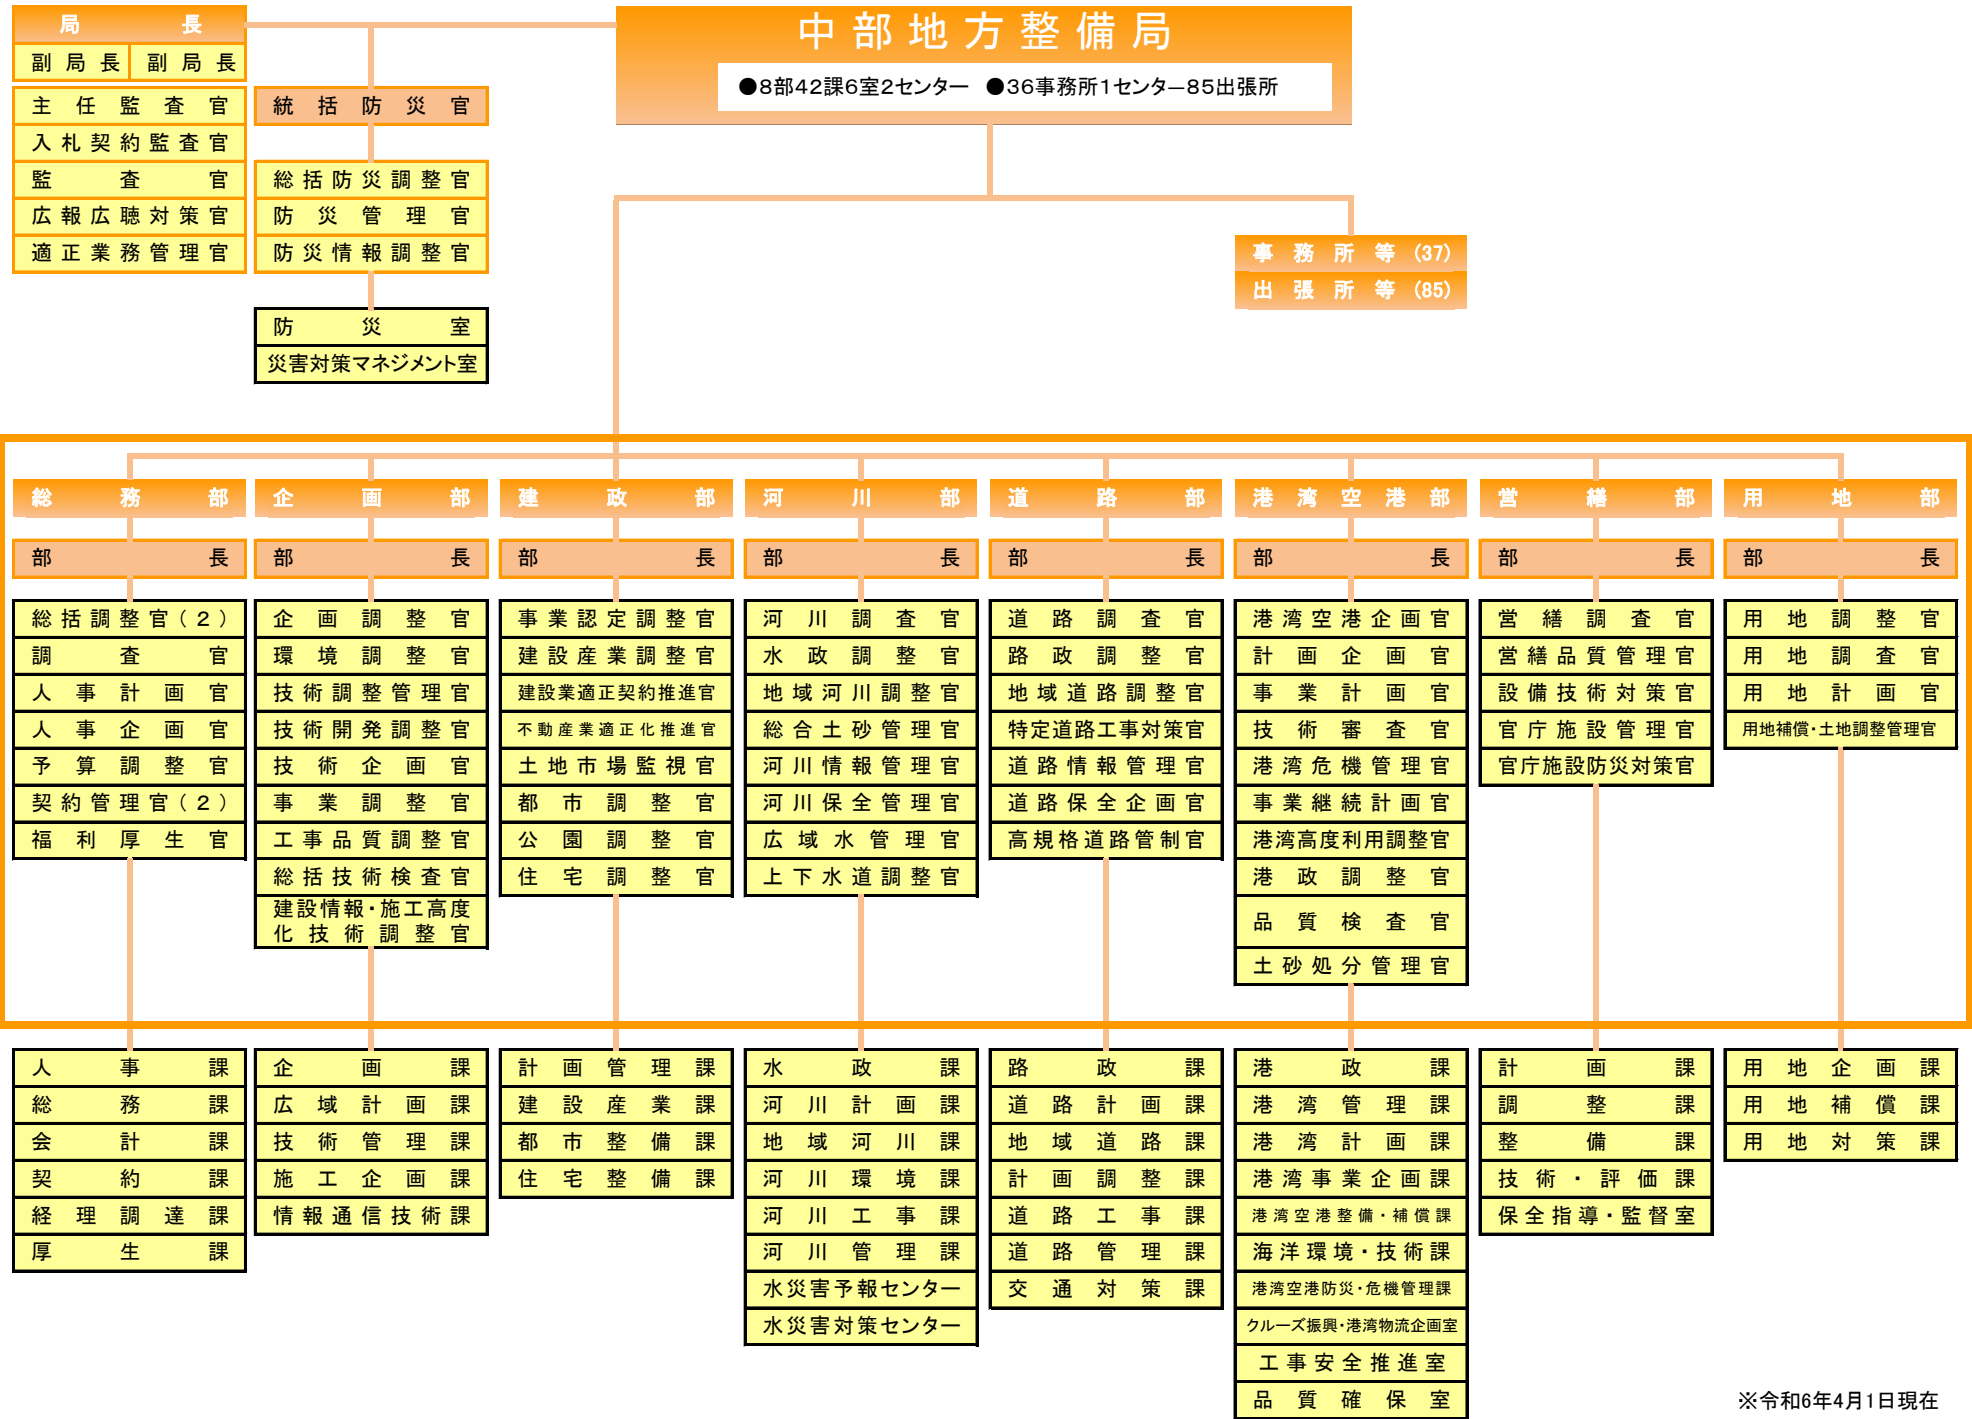 中部地方整備局
●8部42課6室2センター ●36事務所1センタ―85出張所
局長
副局長 副局長
主任監査官
入札契約監査官
監査官
広報広聴対策官
適正業務管理官
統括防災官
総括防災調整官
防災管理官
防災情報調整官
防災室
災害対策マネジメント室
事務所等(37)
出張所等(85)
総務部
部長
総括調整官(2)
調査官
人事計画官
人事企画官
予算調整官
契約管理官(2)
福利厚生官
人事課
総務課
会計課
契約課
経理調達課
厚生課
企画部
部長
企画調整官
環境調整官
技術調整管理官
技術開発調整官
技術企画官
事業調整官
工事品質調整官
総括技術検査官
建設情報・施工高度
化技術調整官
企画課
広域計画課
技術管理課
施工企画課
情報通信技術課
建政部
部長
事業認定調整官
建設産業調整官
建設業適正契約推進官
不動産業適正化推進官
土地市場監視官
都市調整官
公園調整官
住宅調整官
計画管理課
建設産業課
都市整備課
住宅整備課
河川部
部長
河川調査官
水政調整官
地域河川調整官
総合土砂管理官
河川情報管理官
河川保全管理官
広域水管理官
上下水道調整官
水政課
河川計画課
地域河川課
河川環境課
河川工事課
河川管理課
水災害予報センター
水災害対策センター
道路部
部長
道路調査官
路政調整官
地域道路調整官
特定道路工事対策官
道路情報管理官
道路保全企画官
高規格道路管制官
路政課
道路計画課
地域道路課
計画調整課
道路工事課
道路管理課
交通対策課
港湾空港部
部長
港湾空港企画官
計画企画官
事業計画官
技術審査官
港湾危機管理官
事業継続計画官
港湾高度利用調整官
港政調整官
品質検査官
土砂処分管理官
港政課
港湾管理課
港湾計画課
港湾事業企画課
港湾空港整備・補償課
海洋環境・技術課
港湾空港防災・危機管理課
クルーズ振興・港湾物流企画室
工事安全推進室
品質確保室
営繕部
部長
営繕調査官
営繕品質管理官
設備技術対策官
官庁施設管理官
官庁施設防災対策官
計画課
調整課
整備課
技術・評価課
保全指導・監督室
用地部
部長
用地調整官
用地調査官
用地計画官
用地補償・土地調整管理官
用地企画課
用地補償課
用地対策課
※令和6年4月1日現在